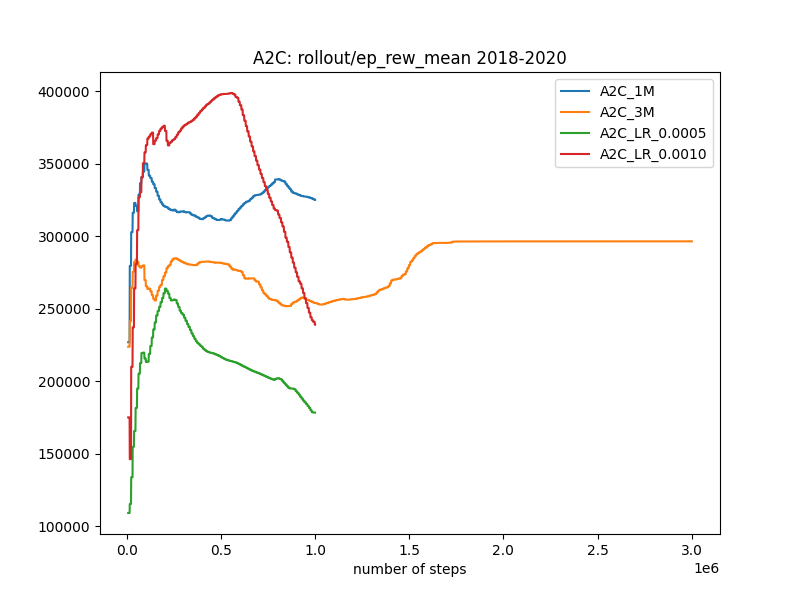 A2C: rollout/ep_rew_mean 2018-2020
400000
350000
300000
250000
200000
150000
100000
A2C_1M
A2C_3M
A2C_LR_0.0005
A2C_LR_0.0010
0.0 0.5 1.0 1.5 2.0 2.5 3.0
1e6
number of steps